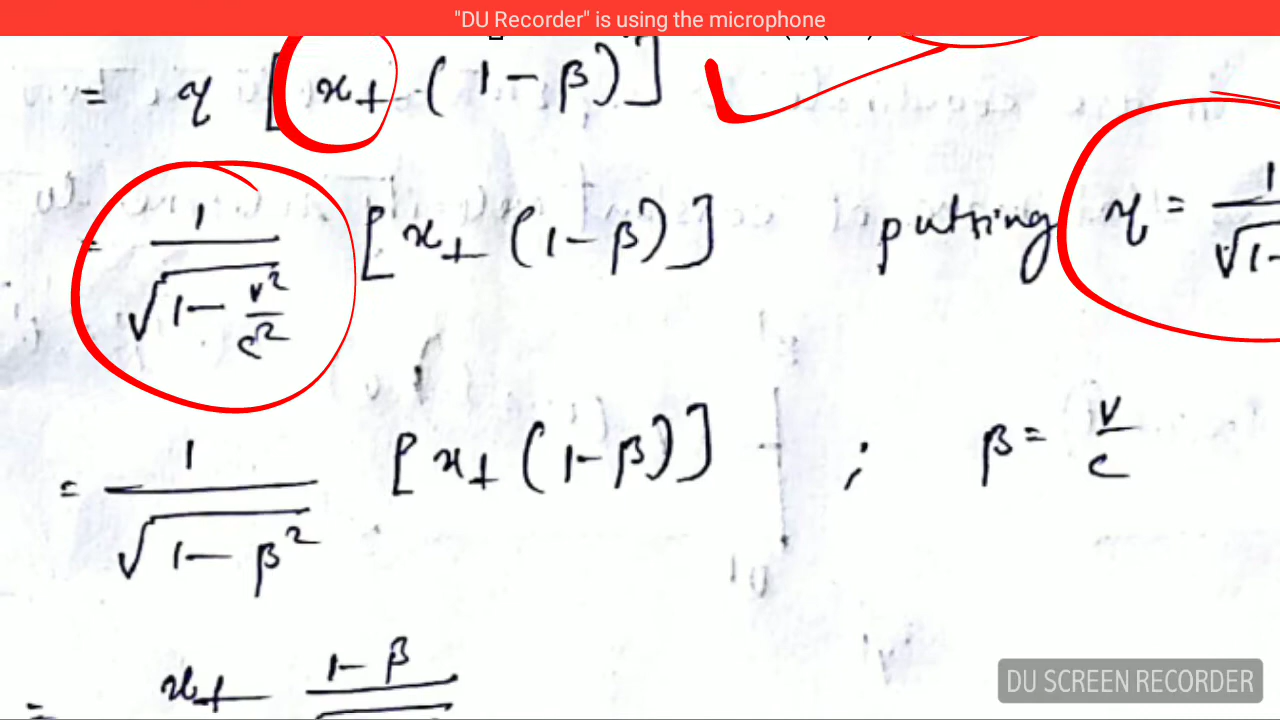 "DU Recorder" is using the microphone
= γ [ x₊ (1 − β) ]
= 1/√(1 − v²/c²) [ x₊ (1 − β) ] putting γ = 1/√(1 −
= 1/√(1 − β²) [ x₊ (1 − β) ] ; β = v/c
= x₊ (1 − β)/√
DU SCREEN RECORDER